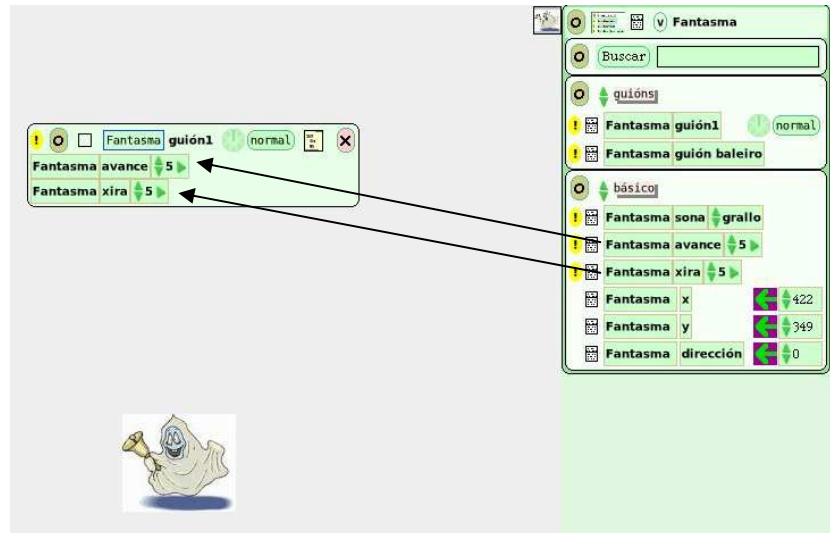 Fantasma guión1 normal
Fantasma avance 5
Fantasma xira 5
v Fantasma
Buscar
guións
Fantasma guión1 normal
Fantasma guión baleiro
básico
Fantasma sona grallo
Fantasma avance 5
Fantasma xira 5
Fantasma x 422
Fantasma y 349
Fantasma dirección 0